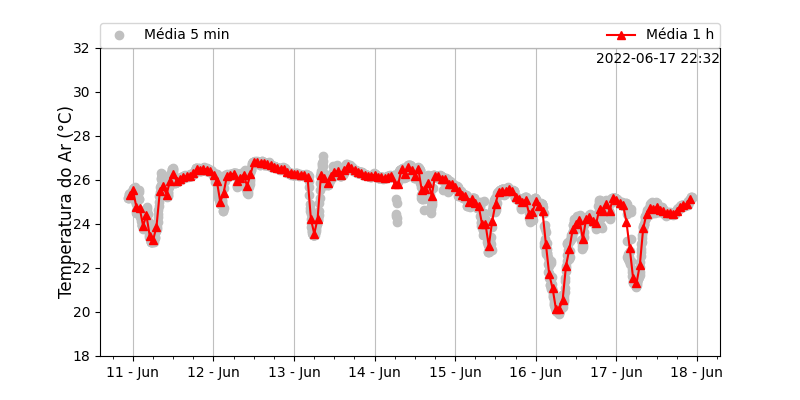 Média 5 min
Média 1 h
2022-06-17 22:32
Temperatura do Ar (°C)
32
30
28
26
24
22
20
18
11 - Jun
12 - Jun
13 - Jun
14 - Jun
15 - Jun
16 - Jun
17 - Jun
18 - Jun